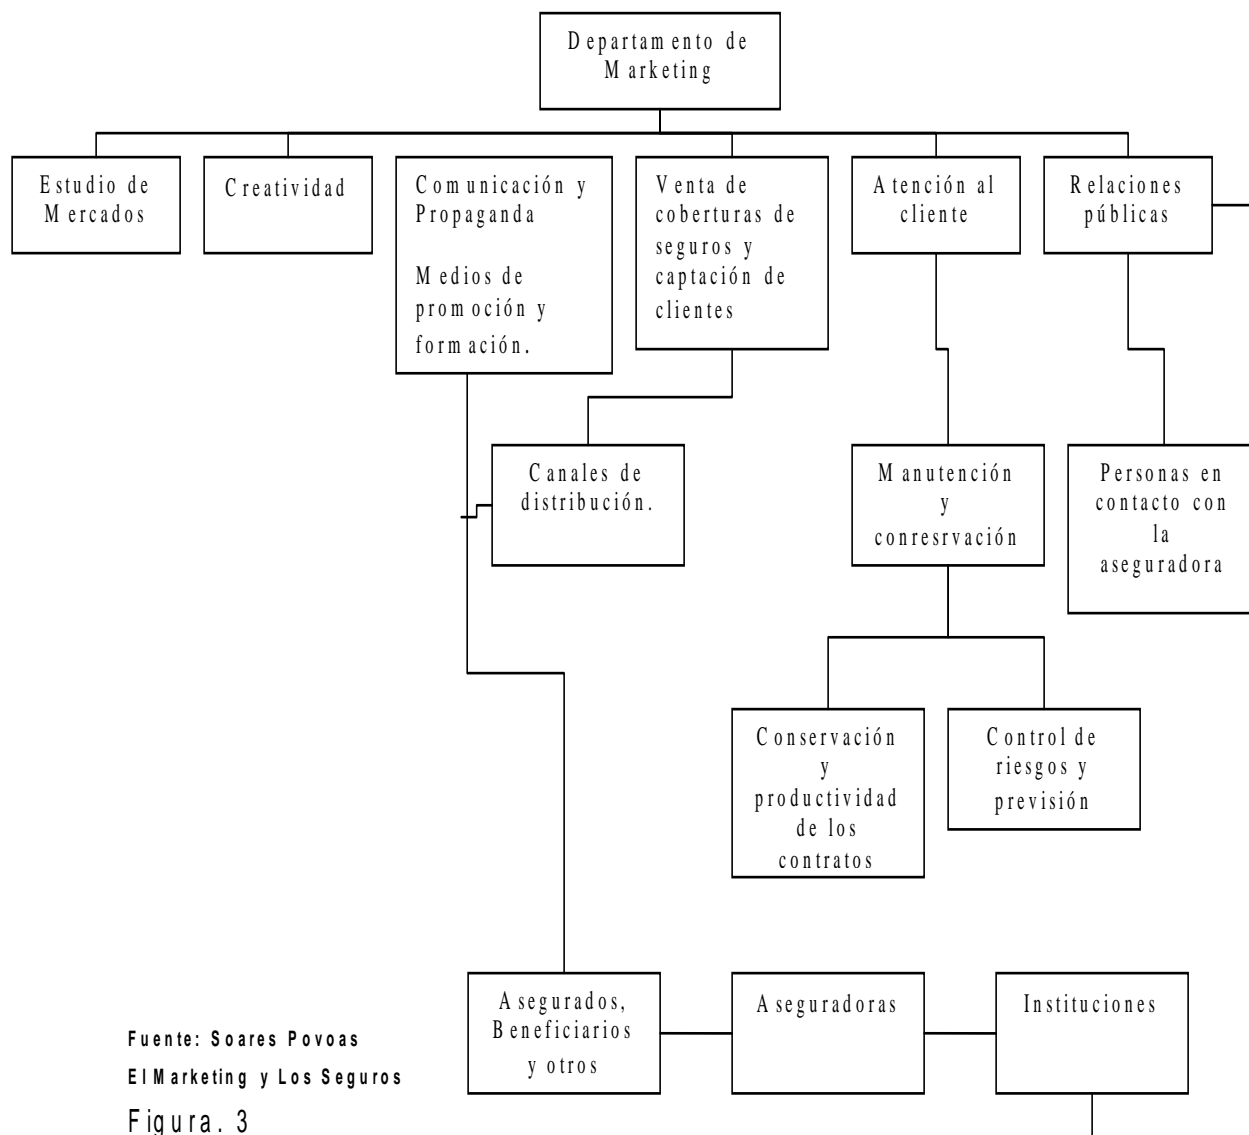 Departamento de
Marketing
Estudio de
Mercados
Creatividad
Comunicación y
Propaganda
Medios de
promoción y
formación.
Venta de
coberturas de
seguros y
captación de
clientes
Atención al
cliente
Relaciones
públicas
Canales de
distribución.
Manutención
y
conresrvación
Personas en
contacto con
la
aseguradora
Conservación
y
productividad
de los
contratos
Control de
riesgos y
previsión
Asegurados,
Beneficiarios
y otros
Aseguradoras
Instituciones
Fuente: Soares Povoas
El Marketing y Los Seguros
Figura. 3